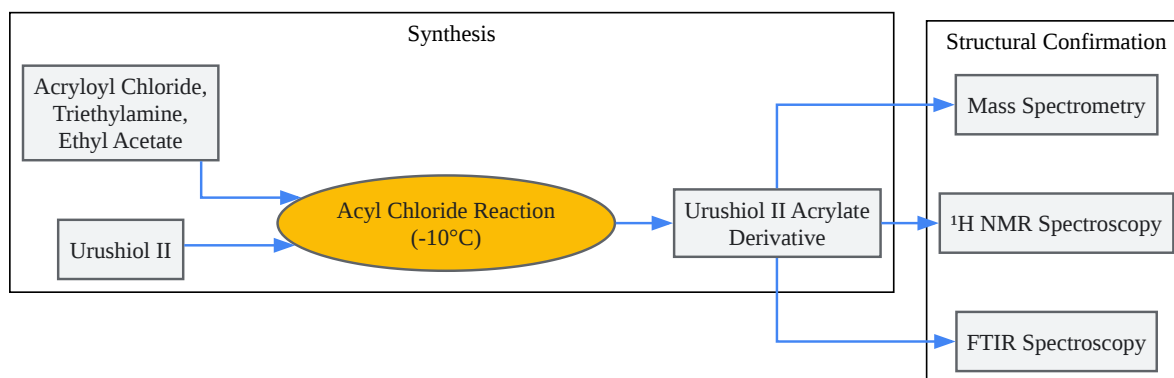 Synthesis
Acryloyl Chloride,
Triethylamine,
Ethyl Acetate
Urushiol II
Acyl Chloride Reaction
(-10°C)
Urushiol II Acrylate
Derivative
Structural Confirmation
Mass Spectrometry
¹H NMR Spectroscopy
FTIR Spectroscopy